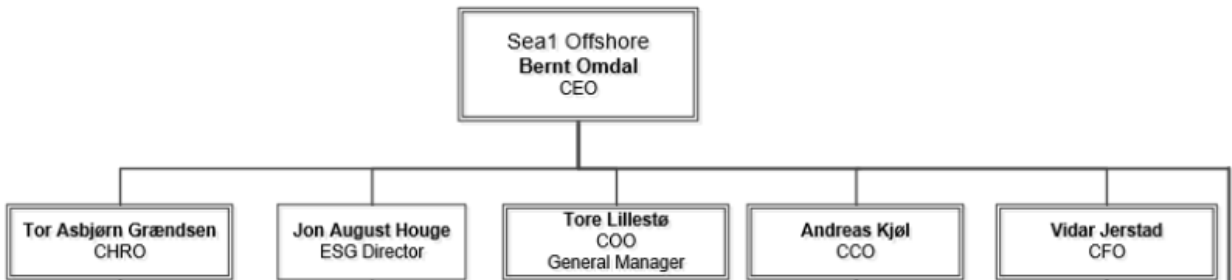 Sea1 Offshore
Bernt Omdal
CEO
Tor Asbjørn Grændsen
CHRO
Jon August Houge
ESG Director
Tore Lillestø
COO
General Manager
Andreas Kjøl
CCO
Vidar Jerstad
CFO